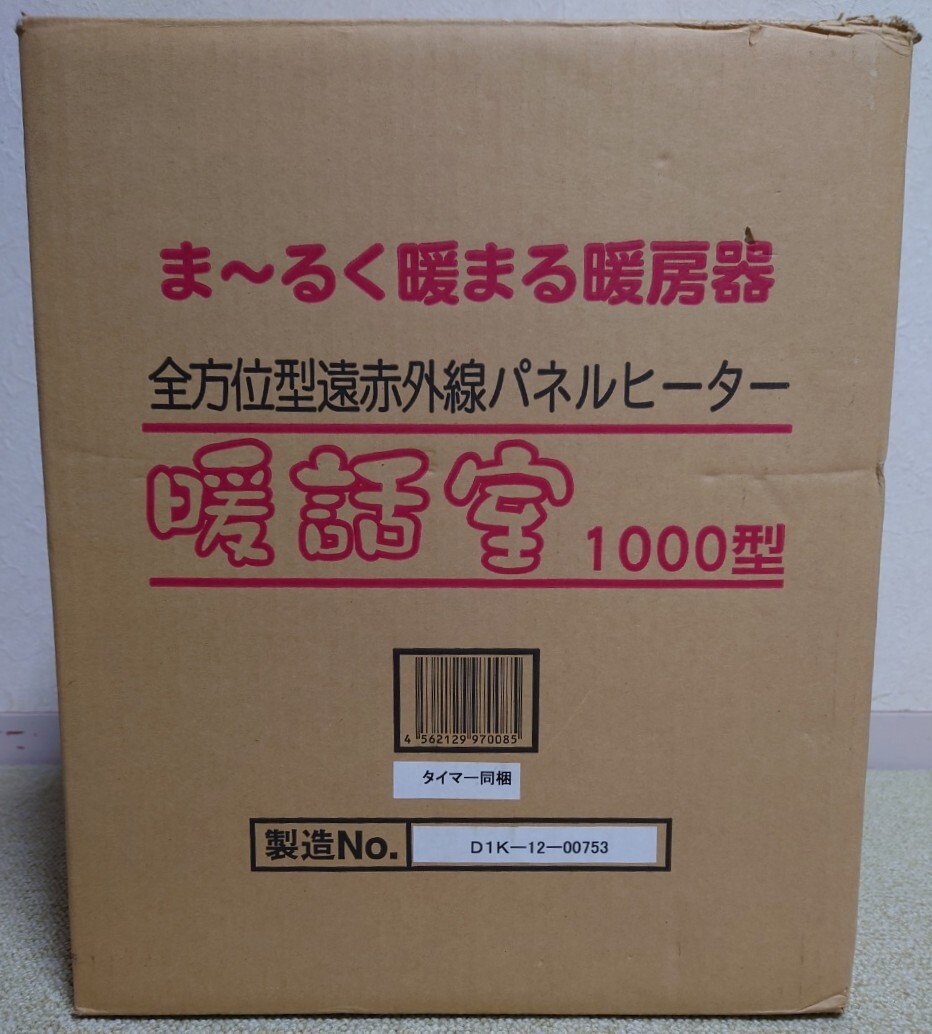 ま～るく暖まる暖房器
全方位型遠赤外線パネルヒーター
暖話室 1000型
4 562129 970085
タイマー同梱
製造No. D1K-12-00753